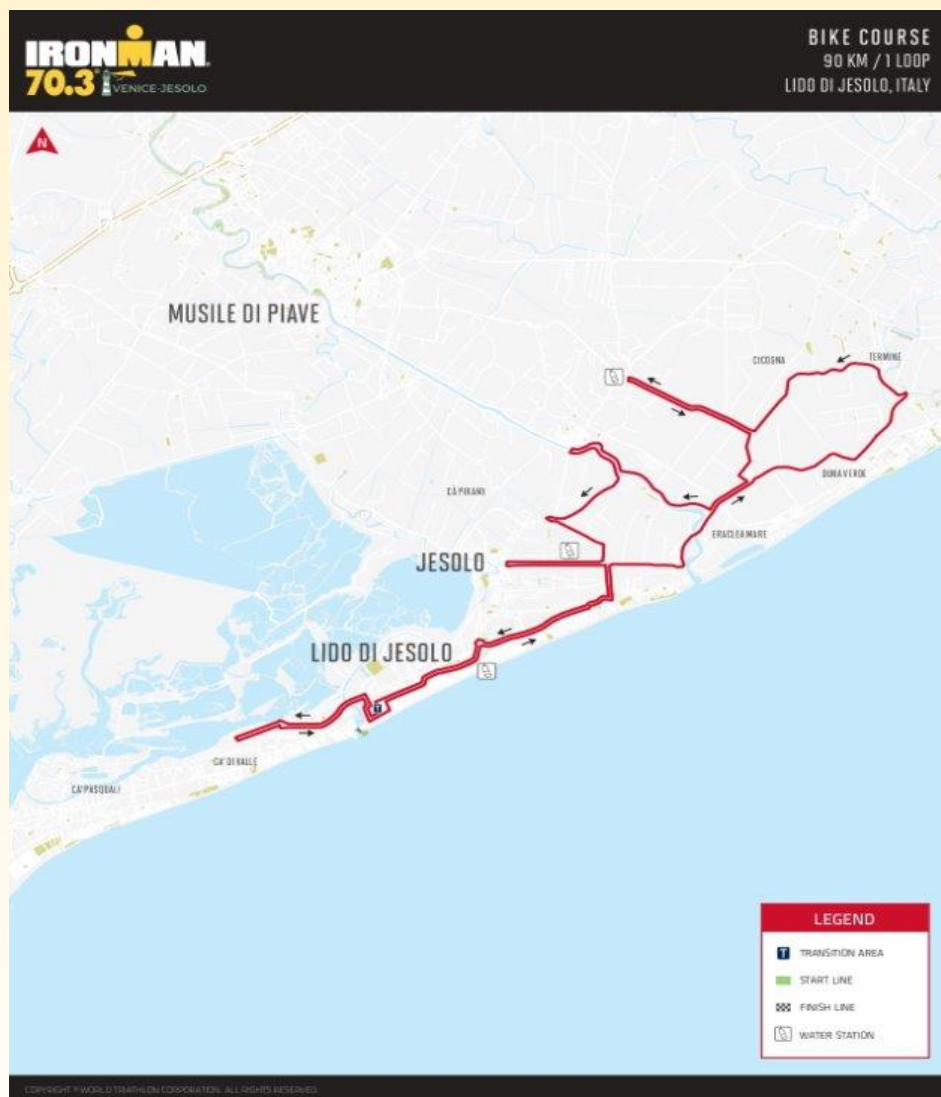 IRONMAN
70.3 VENICE-JESOLO
BIKE COURSE
90 KM / 1 LOOP
LIDO DI JESOLO, ITALY
N
MUSILE DI PIAVE
CICOGNA
TERMINE
DUNA VERDE
CÀ PIRAMI
ERACLEA MARE
JESOLO
LIDO DI JESOLO
T
CA' DI VALLE
CA' PASQUALI
LEGEND
T TRANSITION AREA
START LINE
FINISH LINE
WATER STATION
COPYRIGHT © WORLD TRIATHLON CORPORATION. ALL RIGHTS RESERVED.